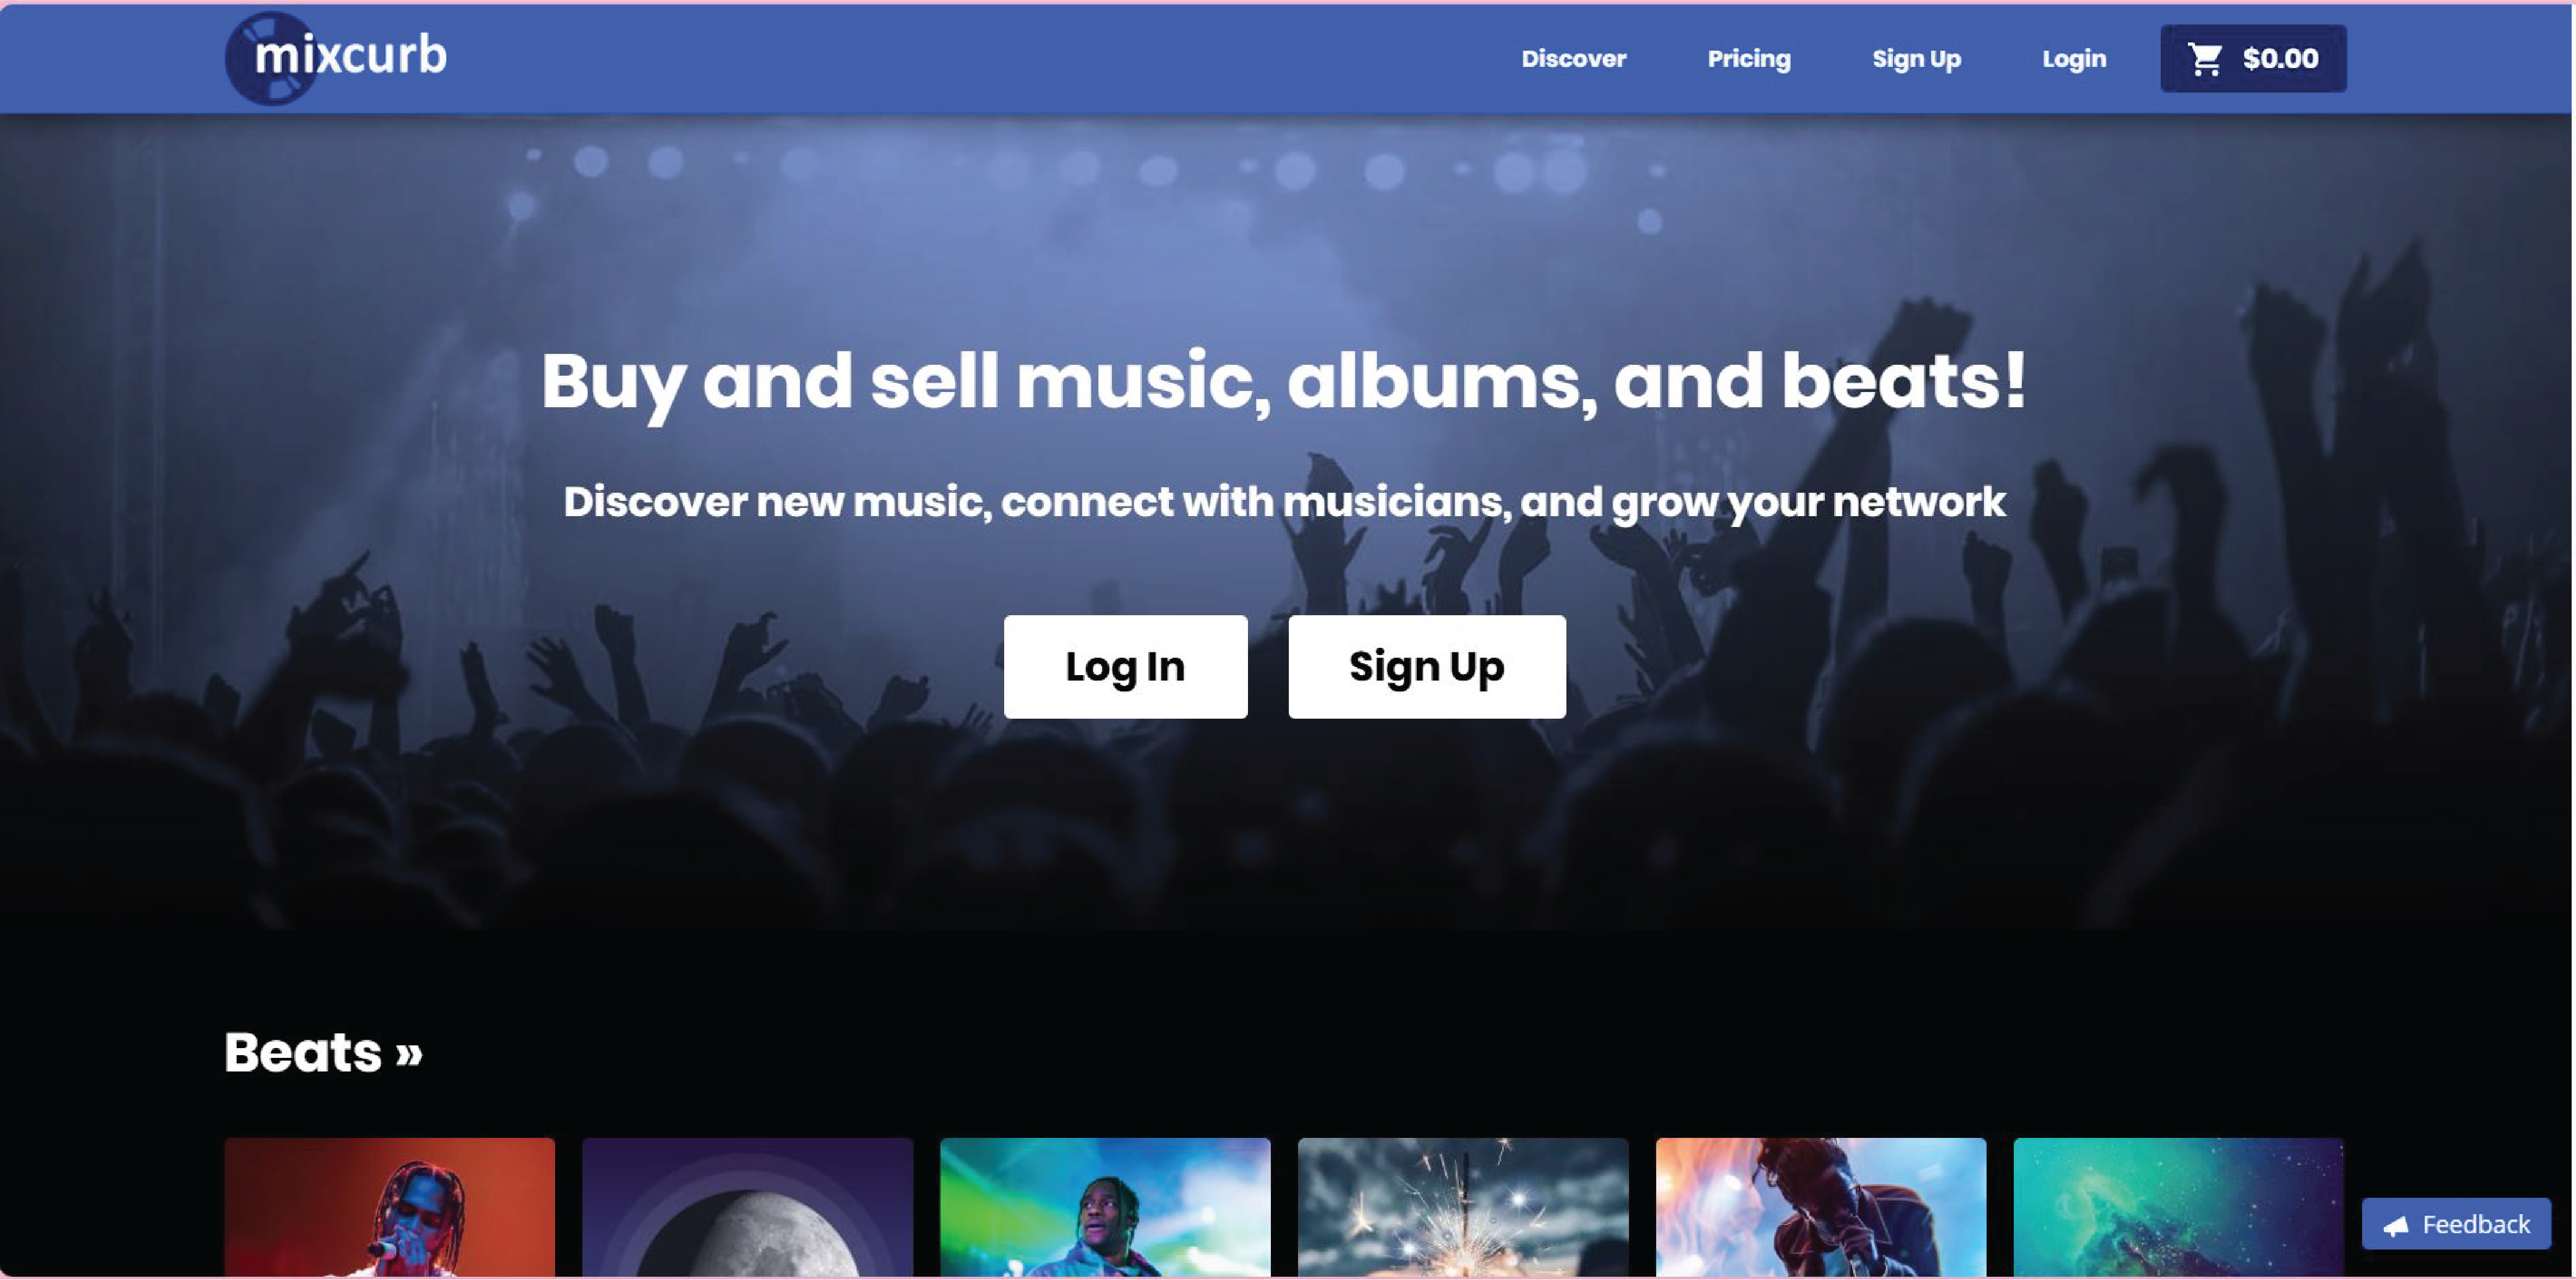 mixcurb
Discover
Pricing
Sign Up
Login
$0.00
Buy and sell music, albums, and beats!
Discover new music, connect with musicians, and grow your network
Log In
Sign Up
Beats »
Feedback